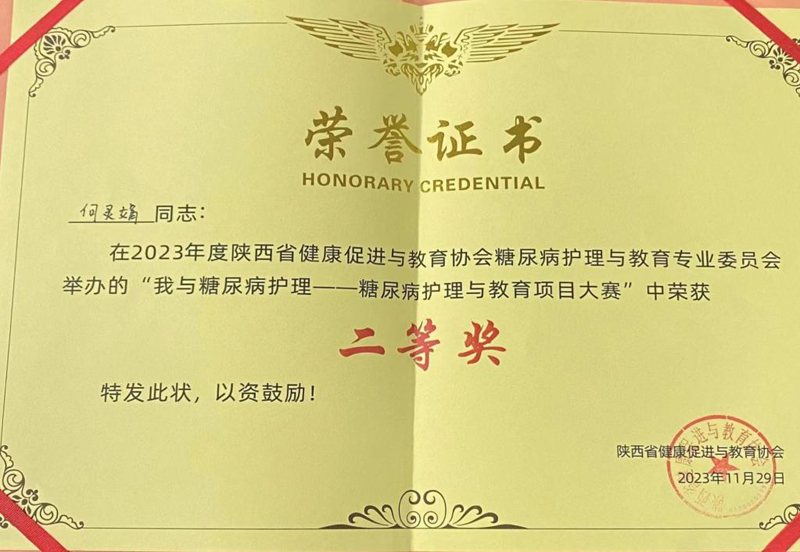 荣誉证书
HONORARY CREDENTIAL
何灵娟 同志：
在2023年度陕西省健康促进与教育协会糖尿病护理与教育专业委员会
举办的“我与糖尿病护理——糖尿病护理与教育项目大赛”中荣获
二等奖
特发此状，以资鼓励！
陕西省健康促进与教育协会
2023年11月29日